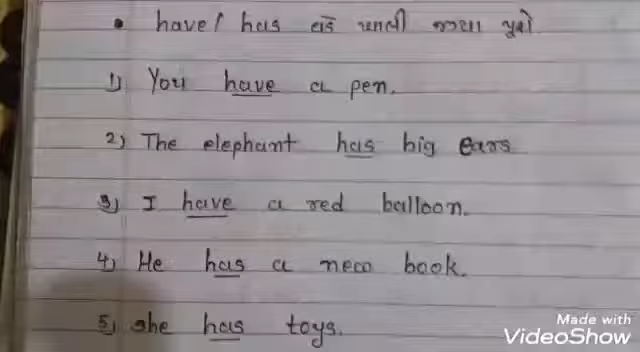 • have/ has વડે ખાલી જગ્યા પૂરો
1) You have a pen.
2) The elephant has big ears
3) I have a red balloon.
4) He has a new book.
5) she has toys.
Made with
VideoShow